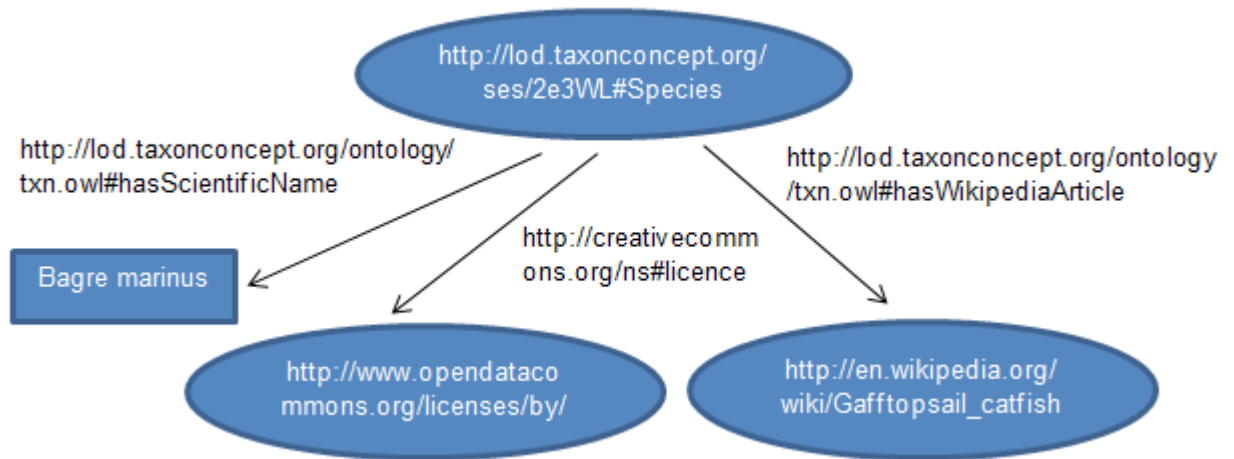 http://lod.taxonconcept.org/
ses/2e3WL#Species
http://lod.taxonconcept.org/ontology/
txn.owl#hasScientificName
http://lod.taxonconcept.org/ontology
/txn.owl#hasWikipediaArticle
http://creativecomm
ons.org/ns#licence
Bagre marinus
http://www.opendataco
mmons.org/licenses/by/
http://en.wikipedia.org/
wiki/Gafftopsail_catfish